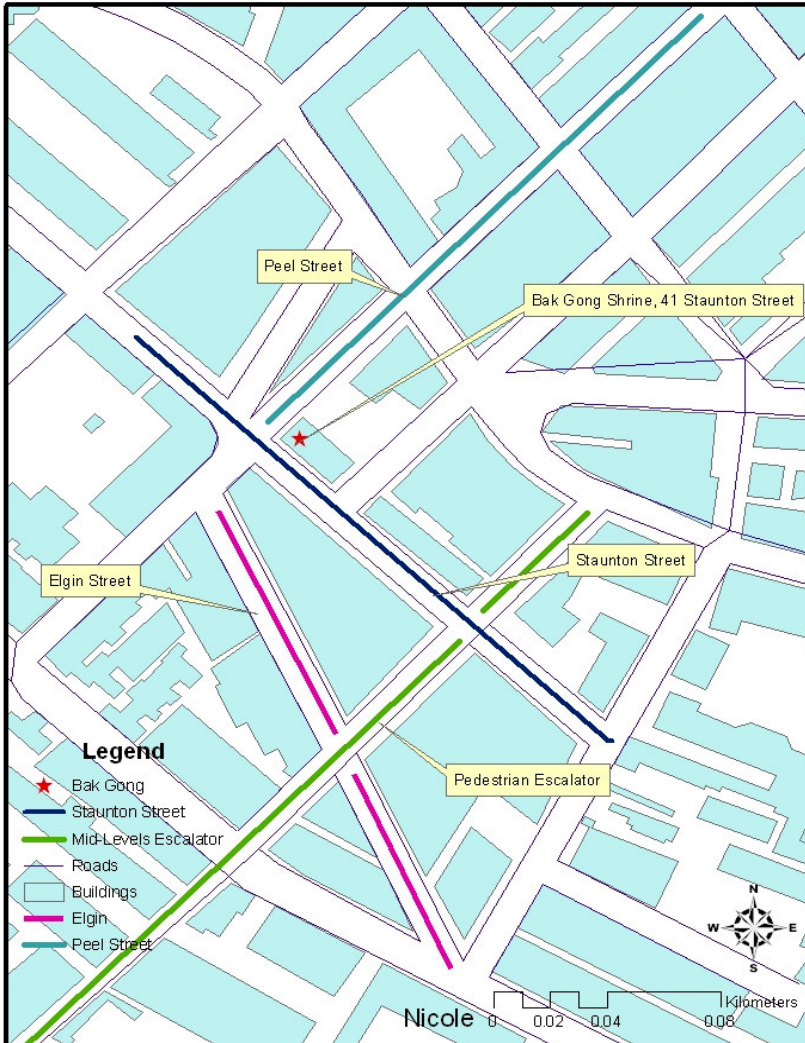 Peel Street
Bak Gong Shrine, 41 Staunton Street
Staunton Street
Elgin Street
Pedestrian Escalator
Legend
Bak Gong
Staunton Street
Mid-Levels Escalator
Roads
Buildings
Elgin
Peel Street
N
W E
S
Nicole
Kilometers
0 0.02 0.04 0.08